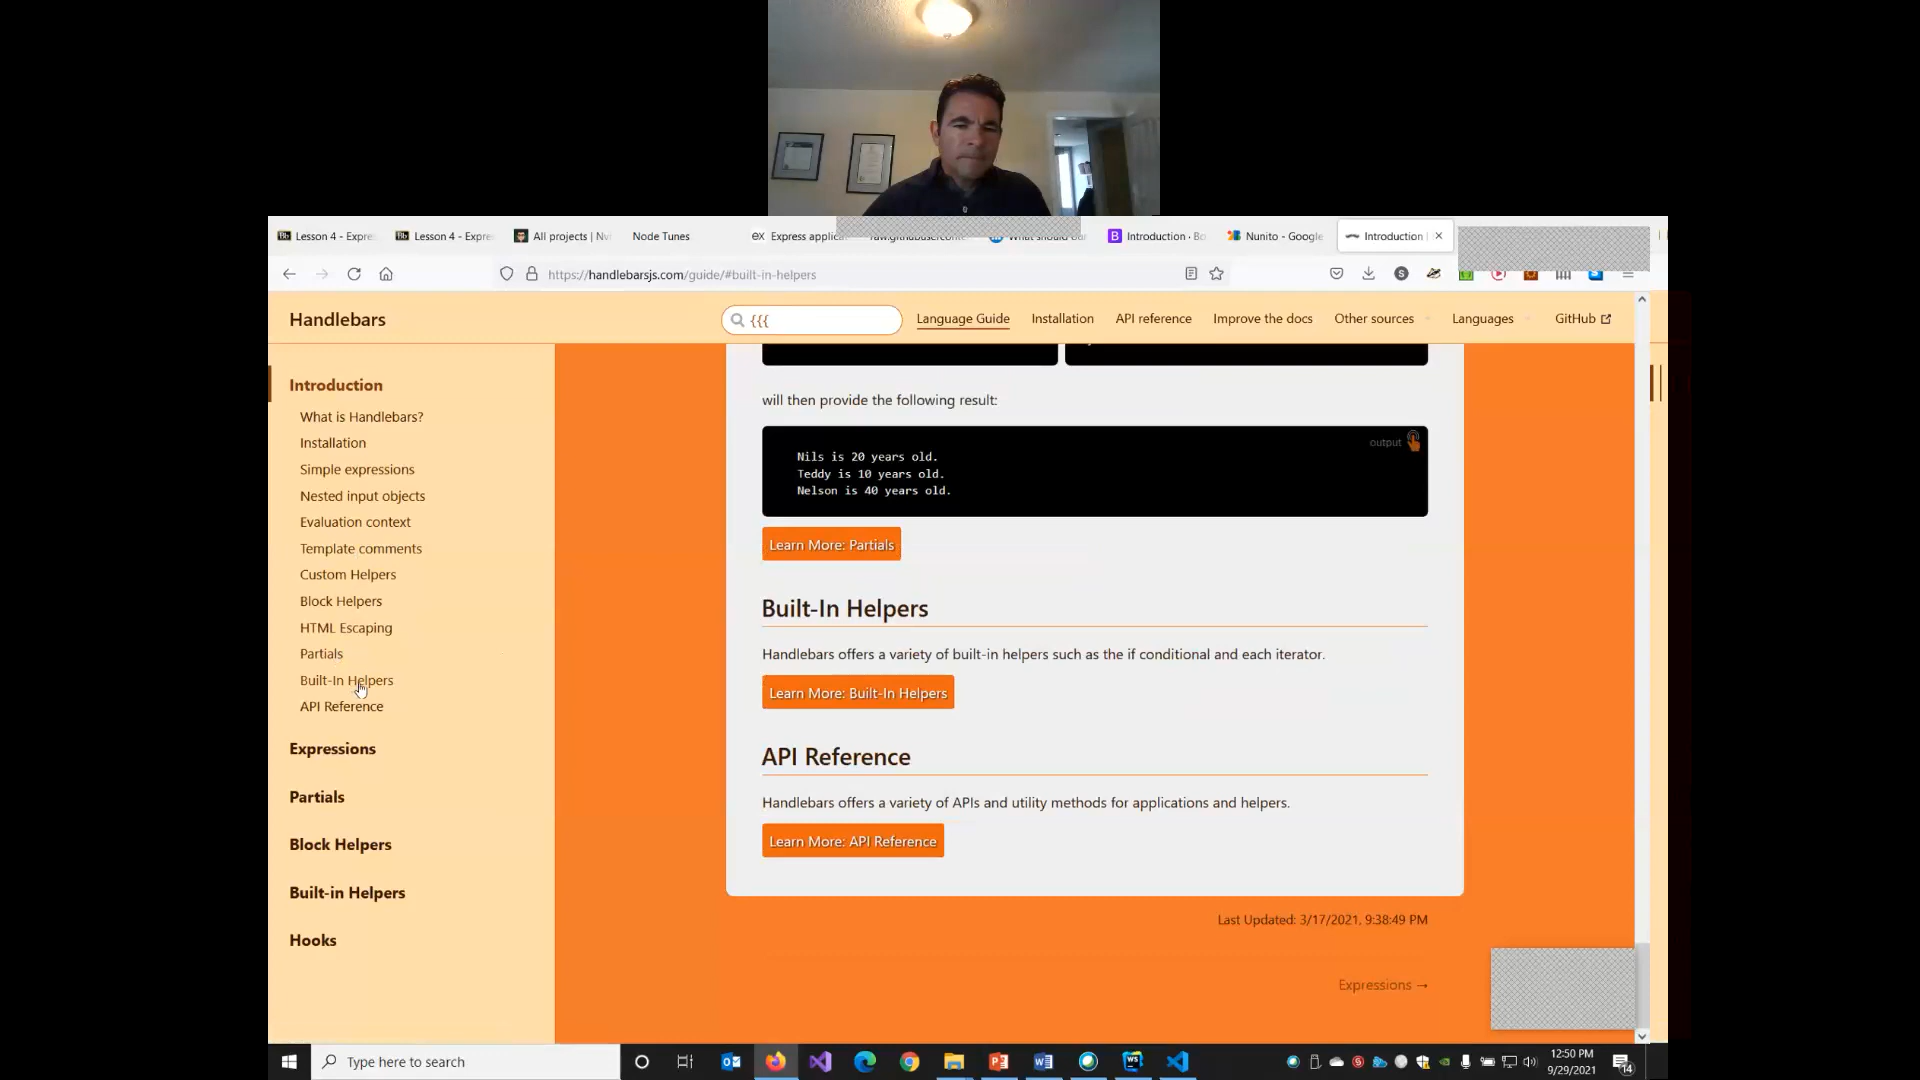 Lesson 4 - Expre
Lesson 4 - Expre
All projects | Nv
Node Tunes
Express applic
Introduction · Bo
Nunito - Google
Introduction |
https://handlebarsjs.com/guide/#built-in-helpers
Handlebars
{{{
Language Guide
Installation
API reference
Improve the docs
Other sources
Languages
GitHub
Introduction
What is Handlebars?
Installation
Simple expressions
Nested input objects
Evaluation context
Template comments
Custom Helpers
Block Helpers
HTML Escaping
Partials
Built-In Helpers
API Reference
Expressions
Partials
Block Helpers
Built-in Helpers
Hooks
will then provide the following result:
output
Nils is 20 years old.
Teddy is 10 years old.
Nelson is 40 years old.
Learn More: Partials
Built-In Helpers
Handlebars offers a variety of built-in helpers such as the if conditional and each iterator.
Learn More: Built-In Helpers
API Reference
Handlebars offers a variety of APIs and utility methods for applications and helpers.
Learn More: API Reference
Last Updated: 3/17/2021, 9:38:49 PM
Expressions →
Type here to search
12:50 PM
9/29/2021
14